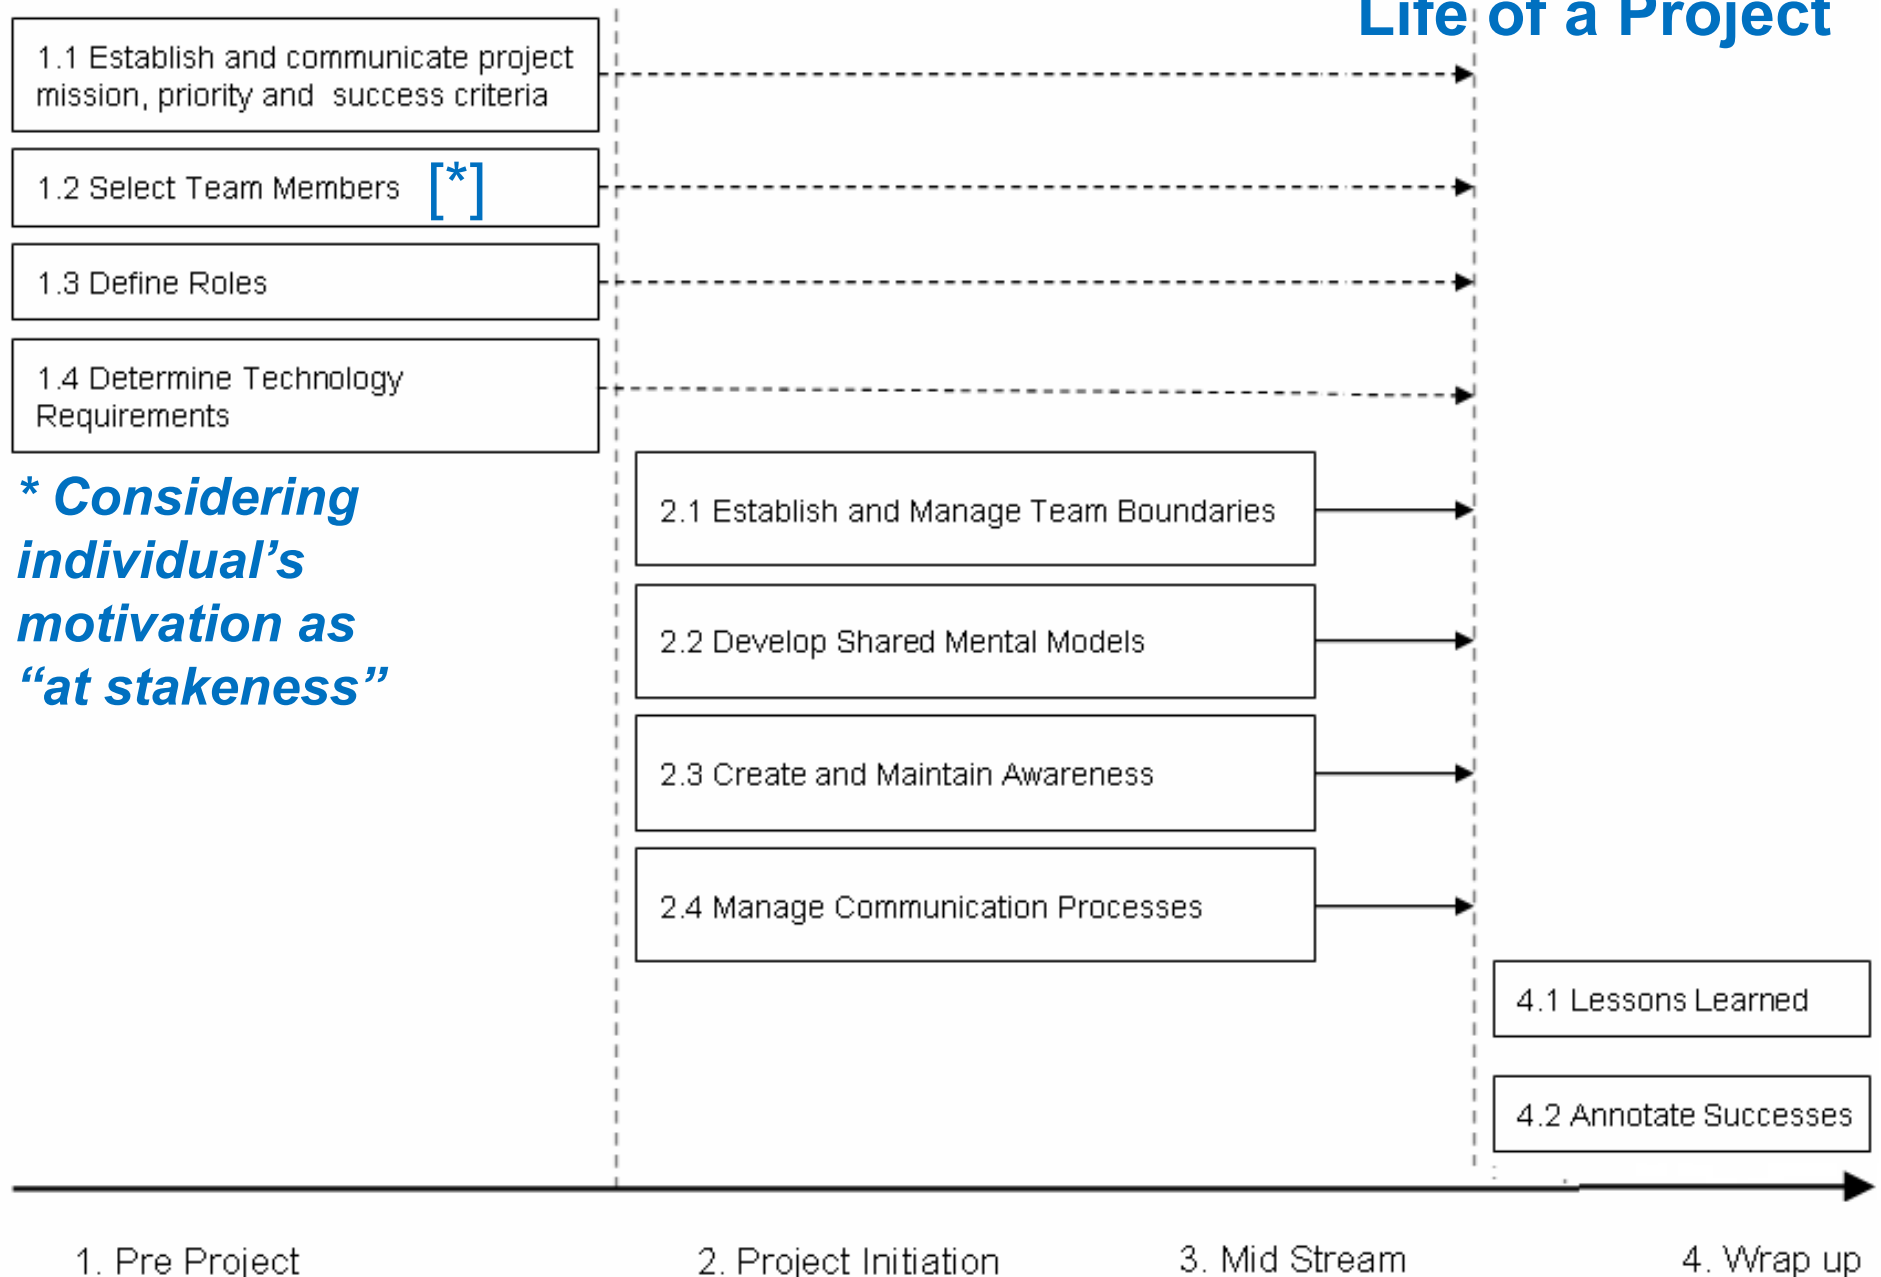 Life of a Project
1.1 Establish and communicate project
mission, priority and success criteria
1.2 Select Team Members [*]
1.3 Define Roles
1.4 Determine Technology
Requirements
* Considering
individual’s
motivation as
“at stakeness”
2.1 Establish and Manage Team Boundaries
2.2 Develop Shared Mental Models
2.3 Create and Maintain Awareness
2.4 Manage Communication Processes
4.1 Lessons Learned
4.2 Annotate Successes
1. Pre Project
2. Project Initiation
3. Mid Stream
4. Wrap up